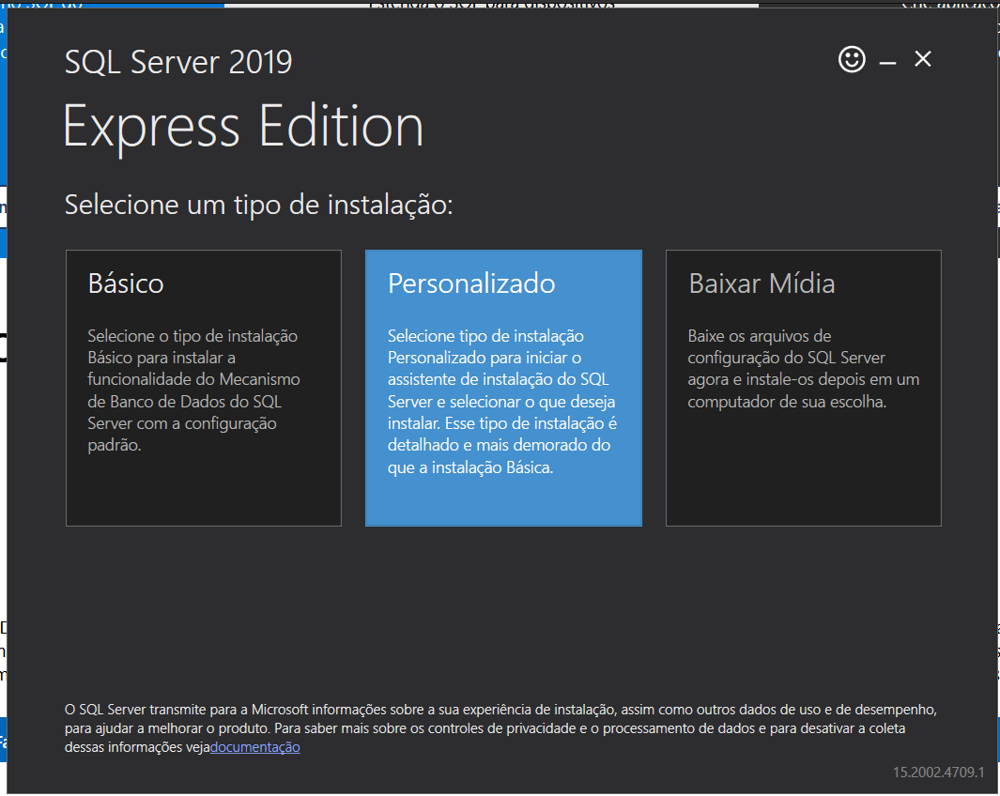 SQL Server 2019
Express Edition
Selecione um tipo de instalação:
Básico
Selecione o tipo de instalação
Básico para instalar a
funcionalidade do Mecanismo
de Banco de Dados do SQL
Server com a configuração
padrão.
Personalizado
Selecione tipo de instalação
Personalizado para iniciar o
assistente de instalação do SQL
Server e selecionar o que deseja
instalar. Esse tipo de instalação é
detalhado e mais demorado do
que a instalação Básica.
Baixar Mídia
Baixe os arquivos de
configuração do SQL Server
agora e instale-os depois em um
computador de sua escolha.
O SQL Server transmite para a Microsoft informações sobre a sua experiência de instalação, assim como outros dados de uso e de desempenho,
para ajudar a melhorar o produto. Para saber mais sobre os controles de privacidade e o processamento de dados e para desativar a coleta
dessas informações vejadocumentação
15.2002.4709.1